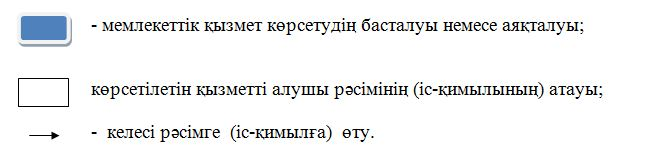 - мемлекеттік қызмет көрсетудің басталуы немесе аяқталуы;
көрсетілетін қызметті алушы рәсімінің (іс-қимылының) атауы;
- келесі рәсімге (іс-қимылға) өту.